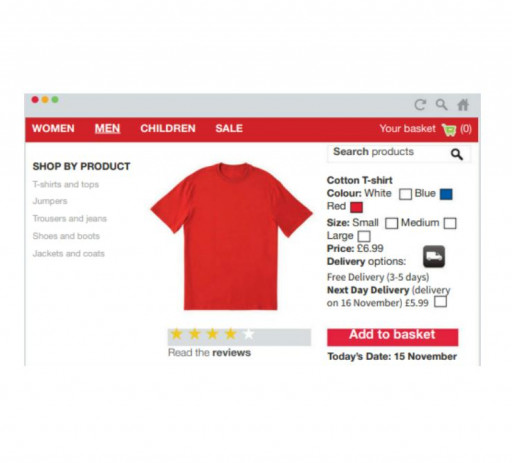 WOMEN MEN CHILDREN SALE Your basket (0)
Search products
SHOP BY PRODUCT
T-shirts and tops
Jumpers
Trousers and jeans
Shoes and boots
Jackets and coats
Cotton T-shirt
Colour: White Blue
Red
Size: Small Medium
Large
Price: £6.99
Delivery options:
Free Delivery (3-5 days)
Next Day Delivery (delivery
on 16 November) £5.99
Add to basket
Today's Date: 15 November
Read the reviews